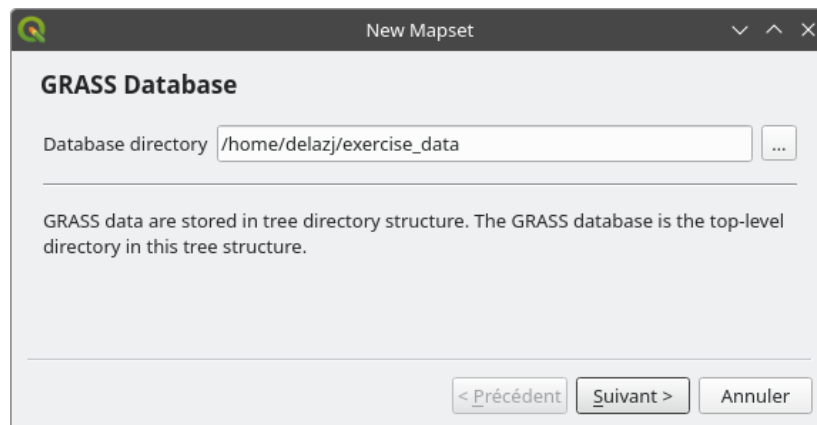 New Mapset
GRASS Database
Database directory /home/delazj/exercise_data ...
GRASS data are stored in tree directory structure. The GRASS database is the top-level
directory in this tree structure.
< Précédent Suivant > Annuler